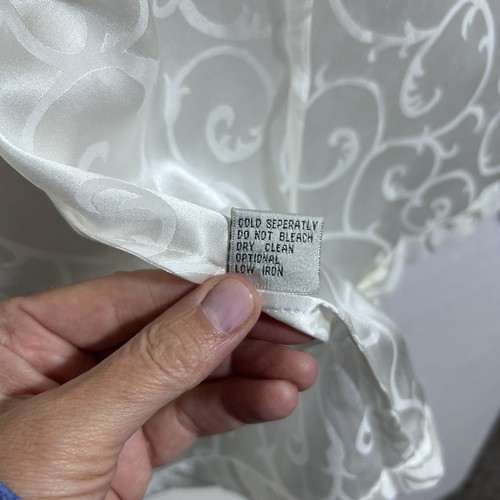 COLD SEPERATLY
DO NOT BLEACH
DRY CLEAN
OPTIONAL
LOW IRON